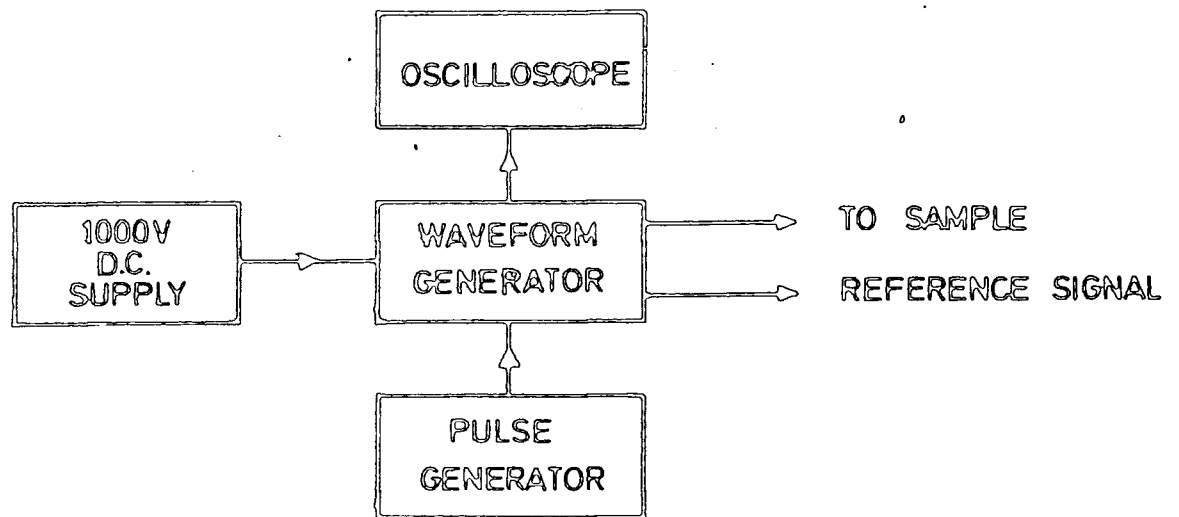 OSCILLOSCOPE
1000V
D.C.
SUPPLY
WAVEFORM
GENERATOR
TO SAMPLE
REFERENCE SIGNAL
PULSE
GENERATOR